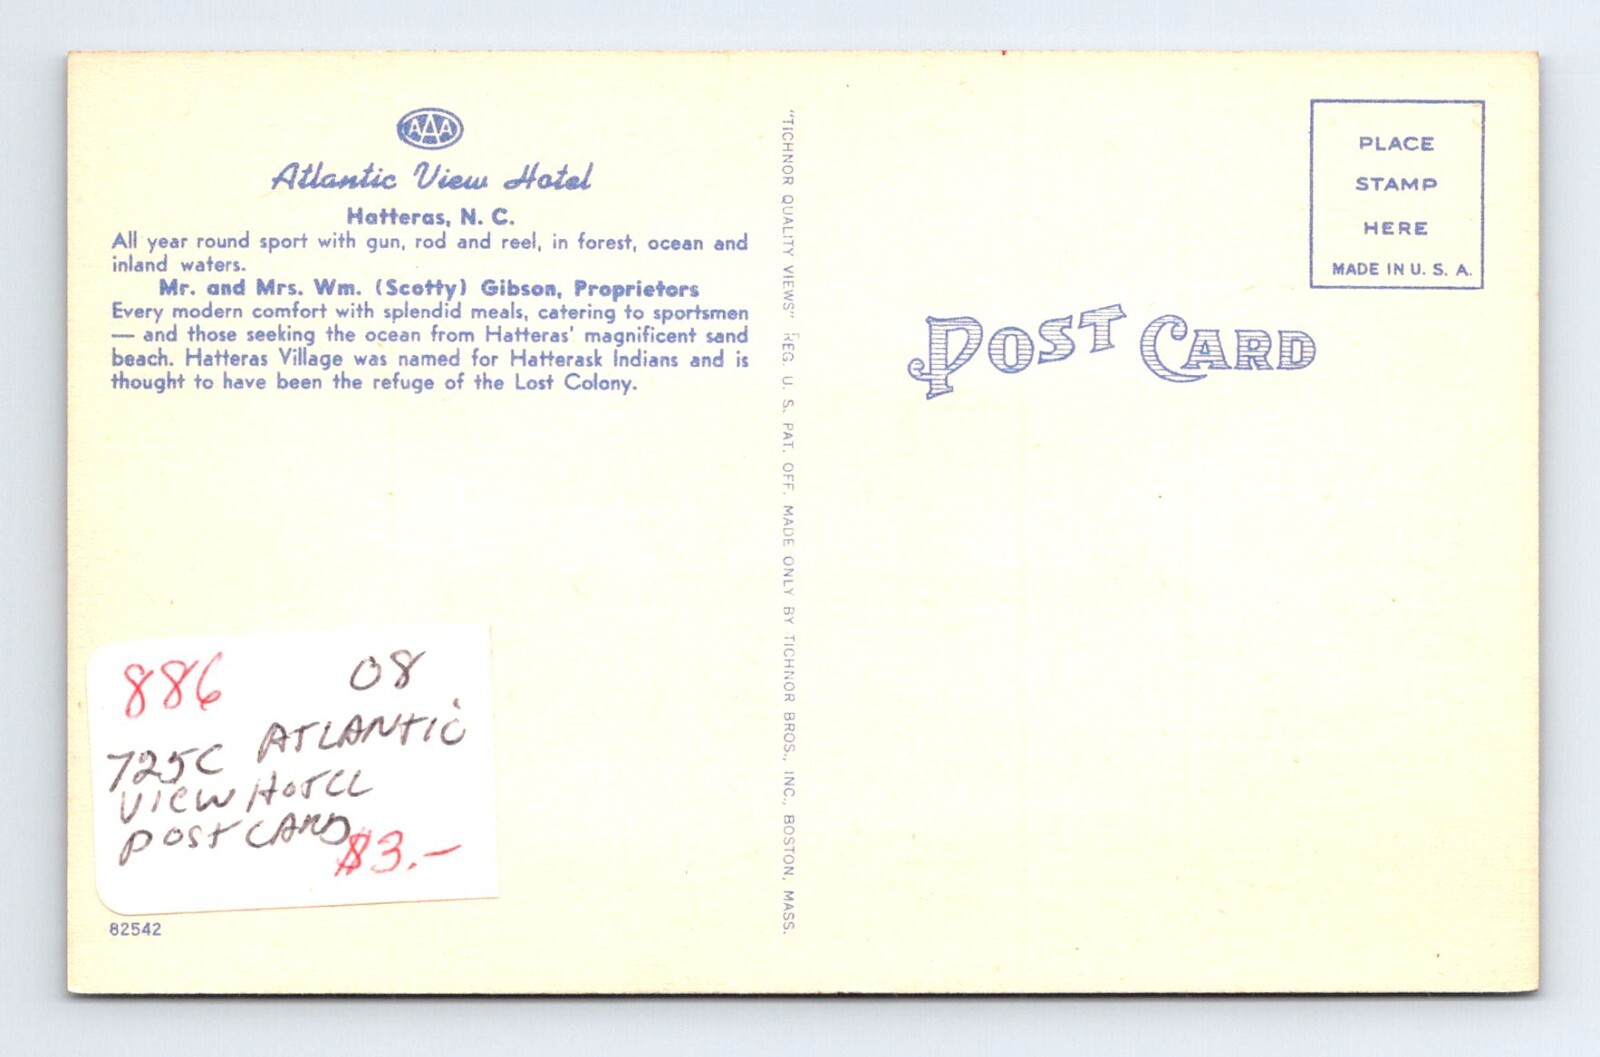 AAA
Atlantic View Hotel
Hatteras, N. C.
All year round sport with gun, rod and reel, in forest, ocean and
inland waters.
Mr. and Mrs. Wm. (Scotty) Gibson, Proprietors
Every modern comfort with splendid meals, catering to sportsmen
— and those seeking the ocean from Hatteras' magnificent sand
beach. Hatteras Village was named for Hatterask Indians and is
thought to have been the refuge of the Lost Colony.
886 08
725C ATLANTIC
VIEW HOTEL
POST CARD
$3.-
82542
"TICHNOR QUALITY VIEWS" REG. U. S. PAT. OFF. MADE ONLY BY TICHNOR BROS., INC., BOSTON, MASS.
PLACE
STAMP
HERE
MADE IN U. S. A.
POST CARD